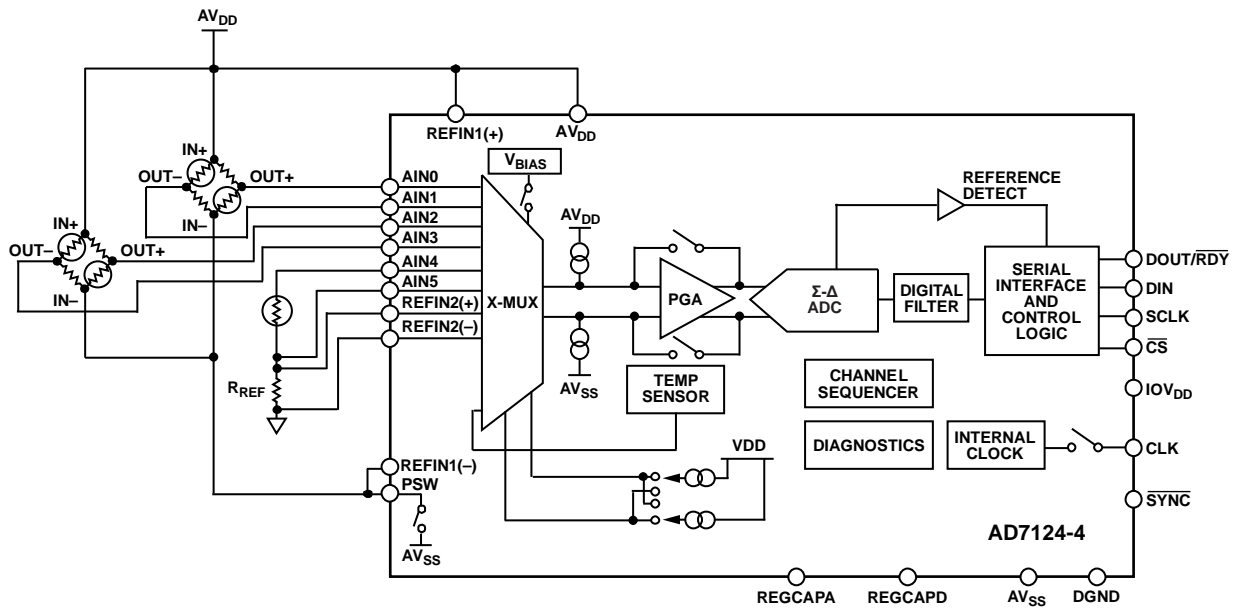 AVDD
REFIN1(+)
AVDD
VBIAS
IN+
OUT–
OUT+
IN–
IN+
OUT–
OUT+
IN–
AIN0
AIN1
AIN2
AIN3
AIN4
AIN5
REFIN2(+)
REFIN2(–)
X-MUX
RREF
REFIN1(–)
PSW
AVSS
AVDD
AVSS
PGA
TEMP
SENSOR
VDD
Σ-Δ
ADC
REFERENCE
DETECT
DIGITAL
FILTER
SERIAL
INTERFACE
AND
CONTROL
LOGIC
CHANNEL
SEQUENCER
DIAGNOSTICS
INTERNAL
CLOCK
DOUT/RDY
DIN
SCLK
CS
IOVDD
CLK
SYNC
AD7124-4
REGCAPA
REGCAPD
AVSS
DGND